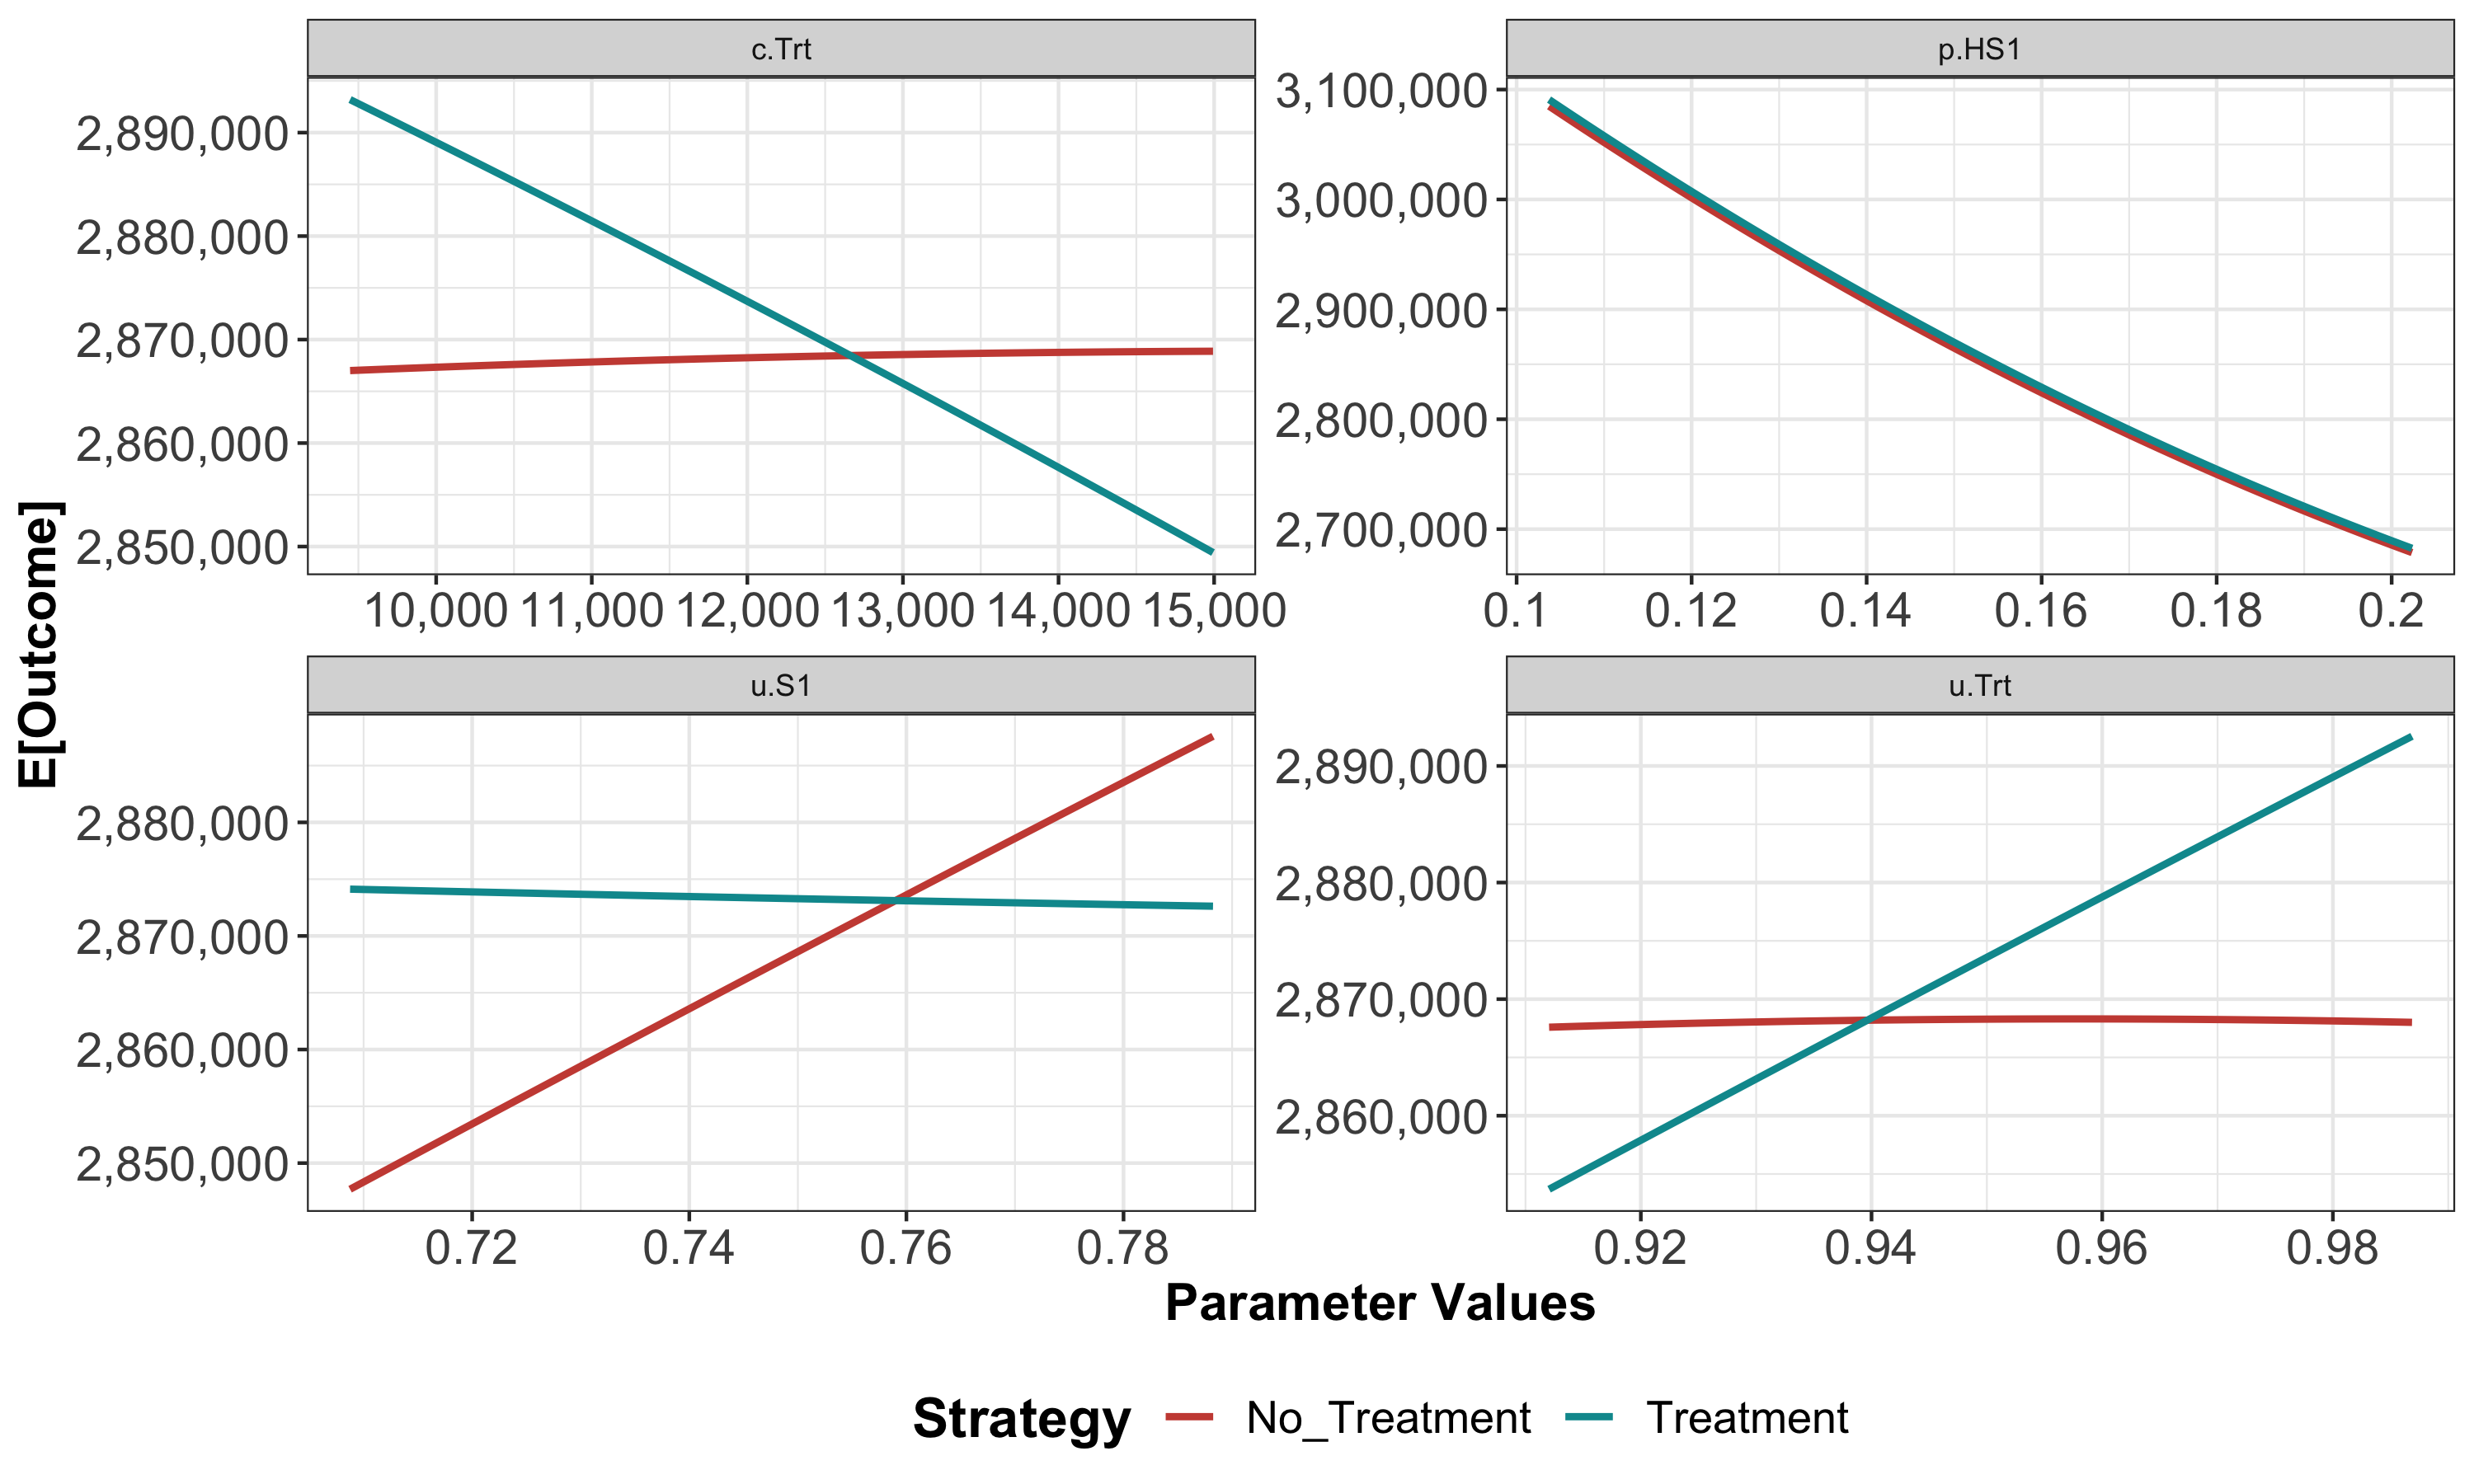 c.Trt
2,890,000
2,880,000
2,870,000
2,860,000
2,850,000
10,000 11,000 12,000 13,000 14,000 15,000
p.HS1
3,100,000
3,000,000
2,900,000
2,800,000
2,700,000
0.1 0.12 0.14 0.16 0.18 0.2
E[Outcome]
u.S1
2,880,000
2,870,000
2,860,000
2,850,000
0.72 0.74 0.76 0.78
u.Trt
2,890,000
2,880,000
2,870,000
2,860,000
0.92 0.94 0.96 0.98
Parameter Values
Strategy No_Treatment Treatment